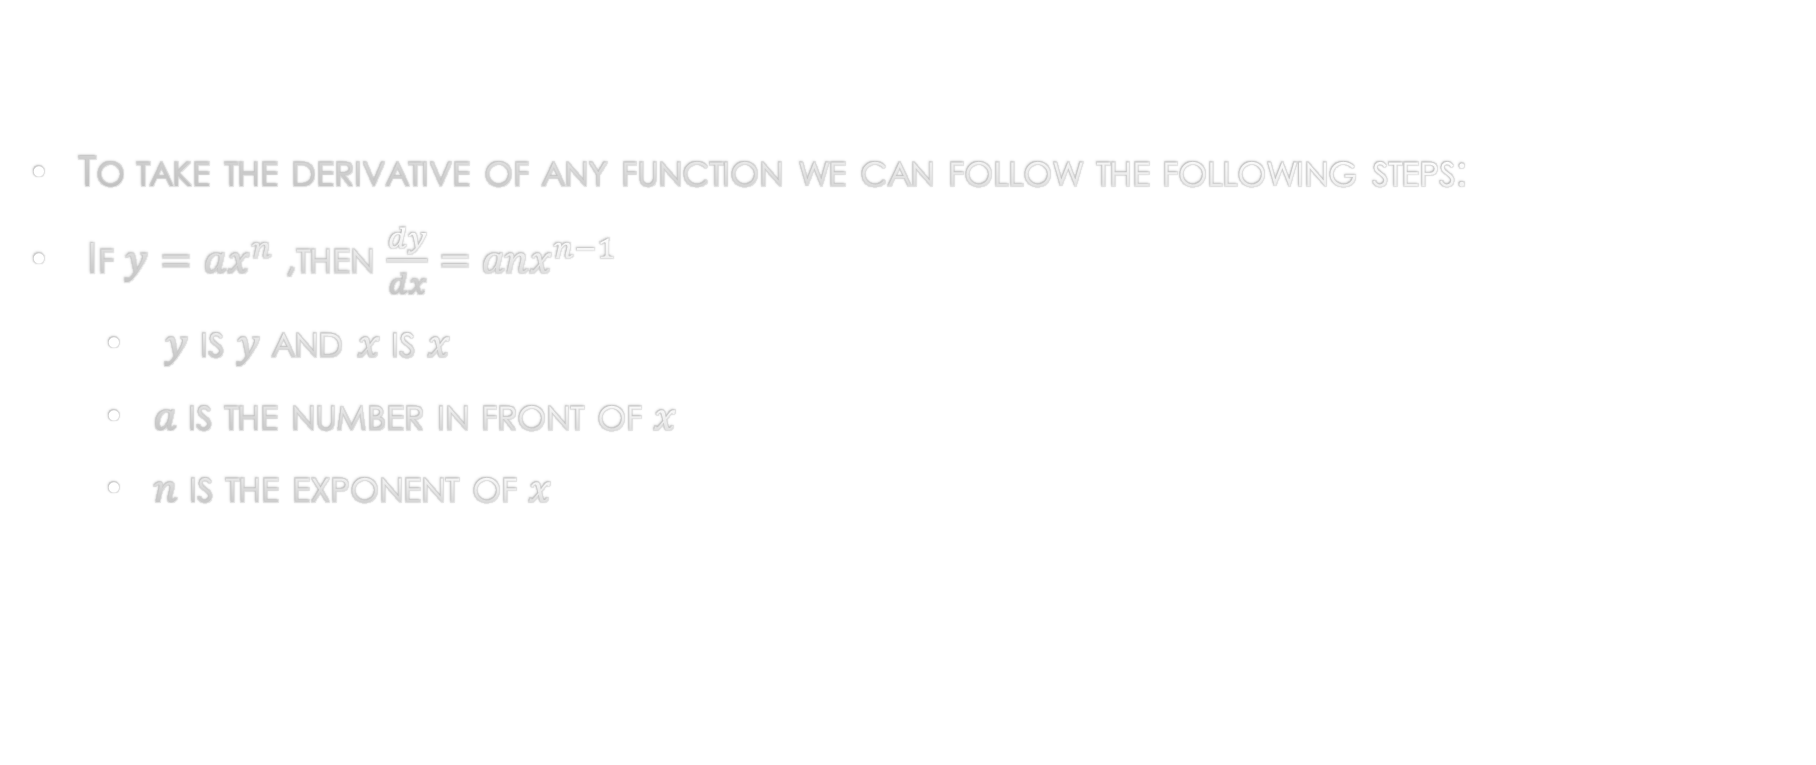 • To take the derivative of any function we can follow the following steps:
• If y = axⁿ ,then dy/dx = anxⁿ⁻¹
• y is y and x is x
• a is the number in front of x
• n is the exponent of x